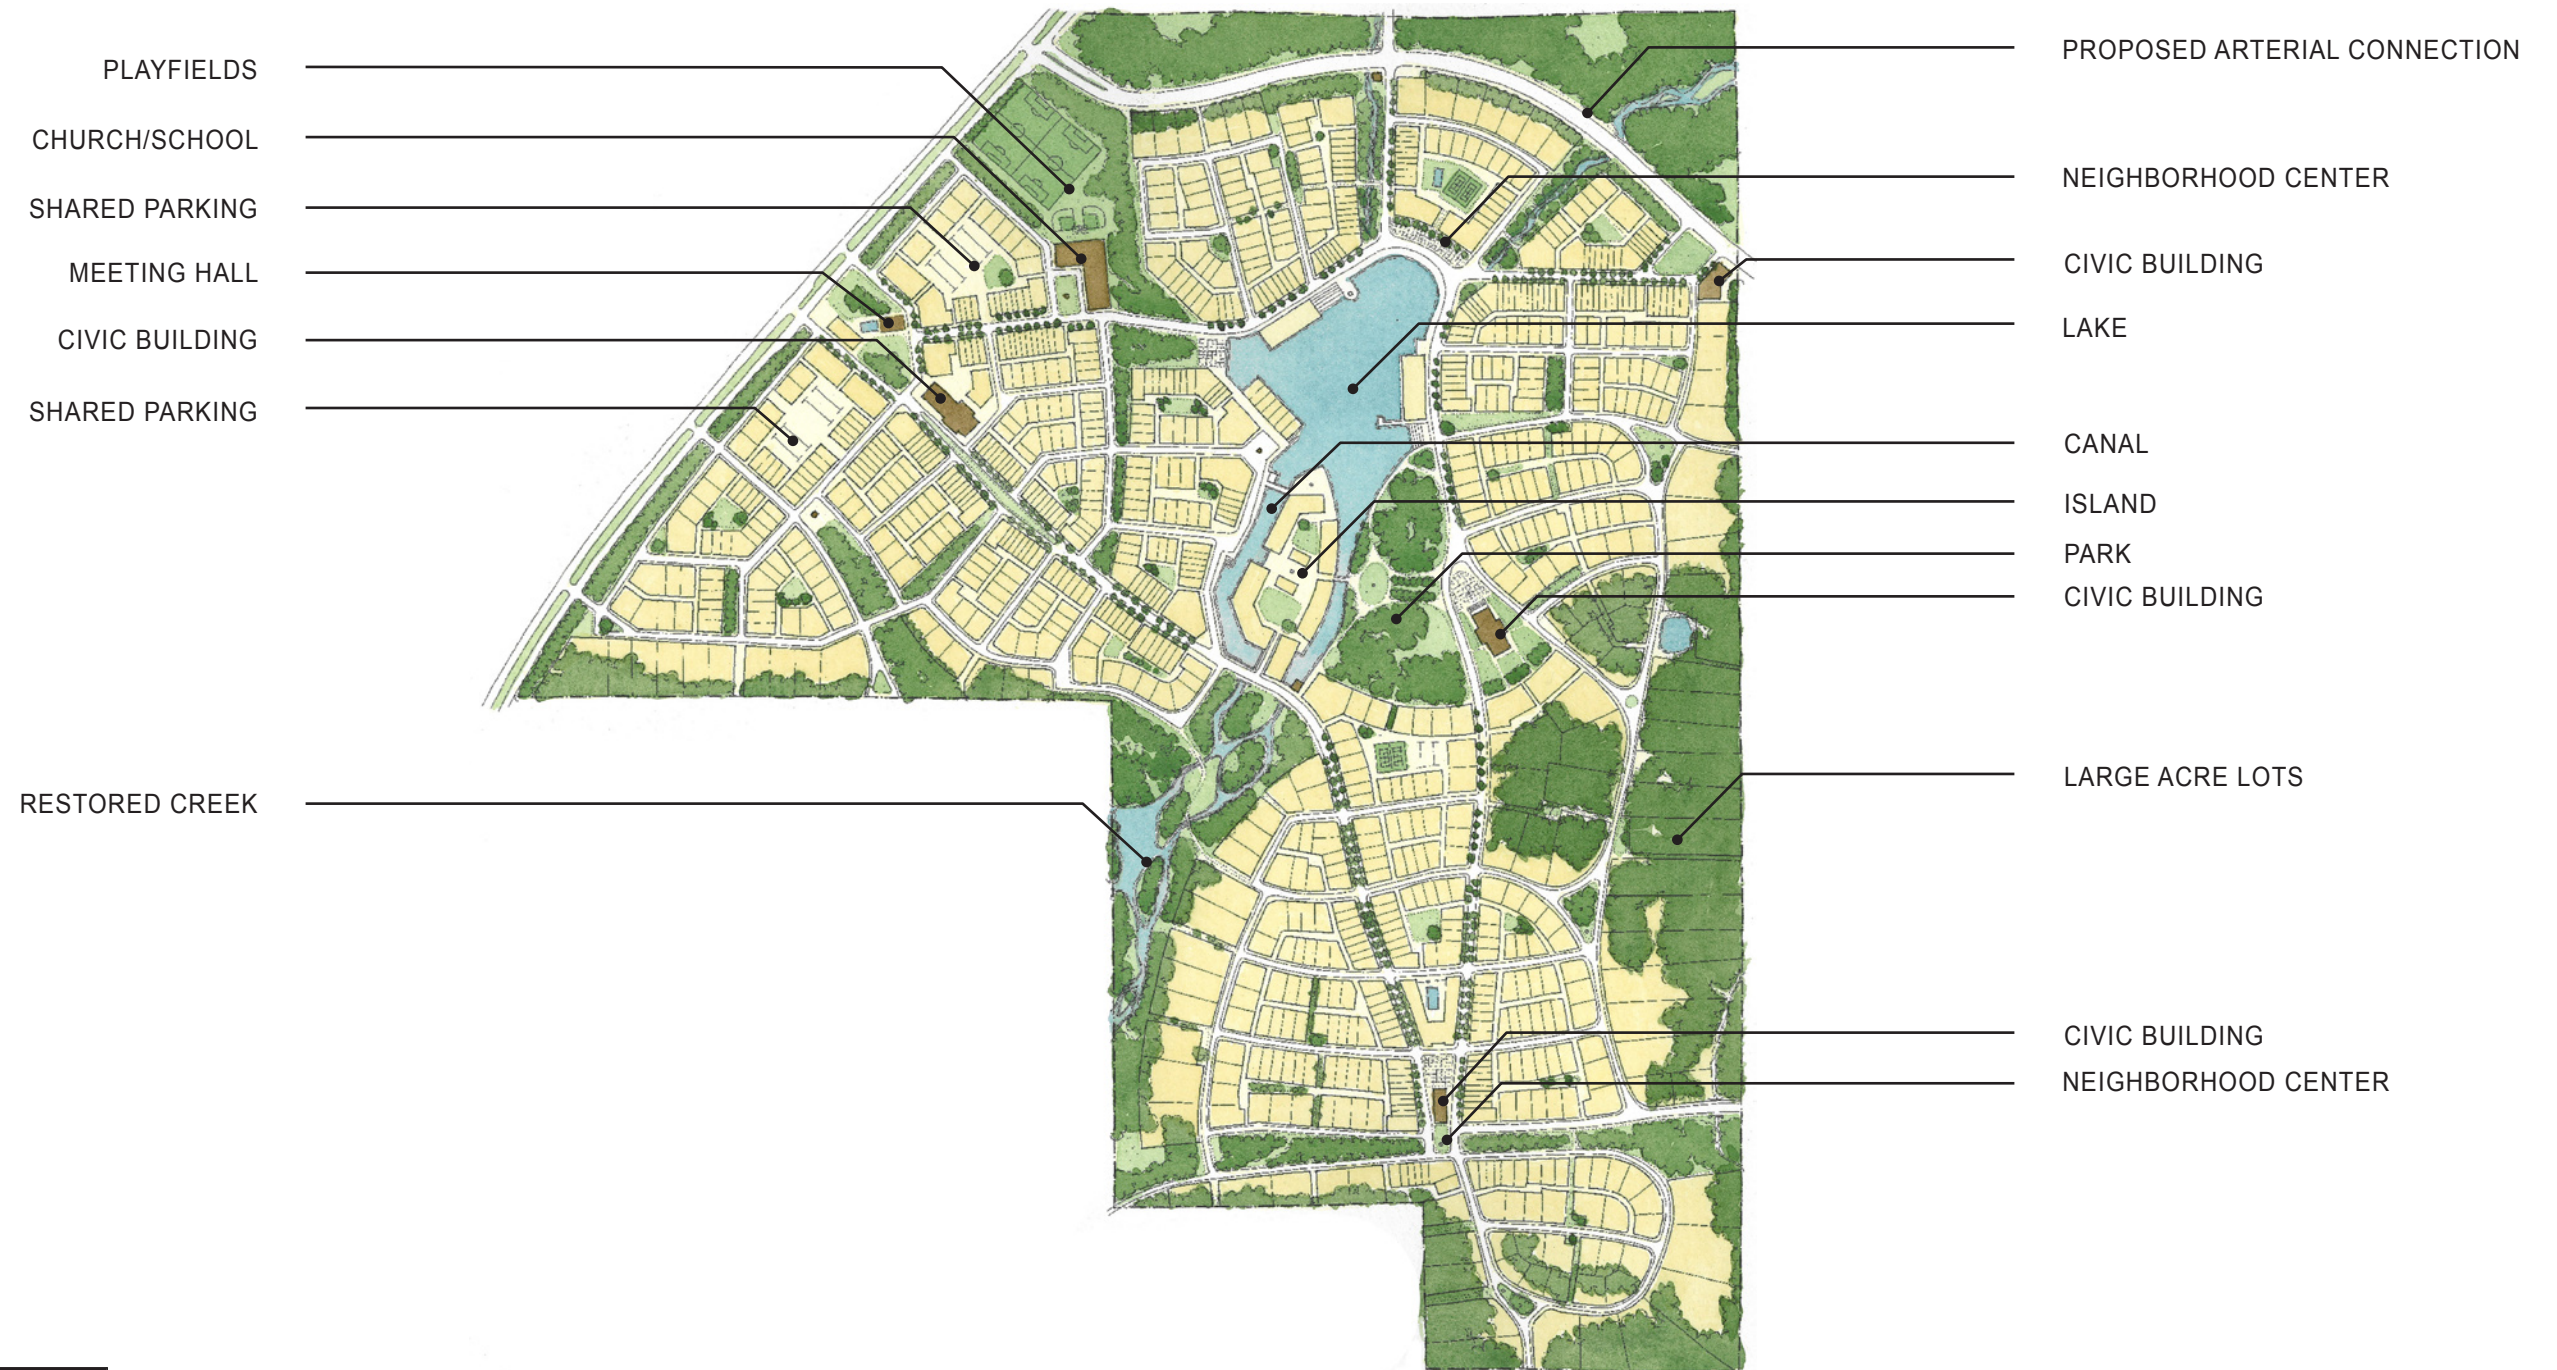 PLAYFIELDS
CHURCH/SCHOOL
SHARED PARKING
MEETING HALL
CIVIC BUILDING
SHARED PARKING
RESTORED CREEK
PROPOSED ARTERIAL CONNECTION
NEIGHBORHOOD CENTER
CIVIC BUILDING
LAKE
CANAL
ISLAND
PARK
CIVIC BUILDING
LARGE ACRE LOTS
CIVIC BUILDING
NEIGHBORHOOD CENTER